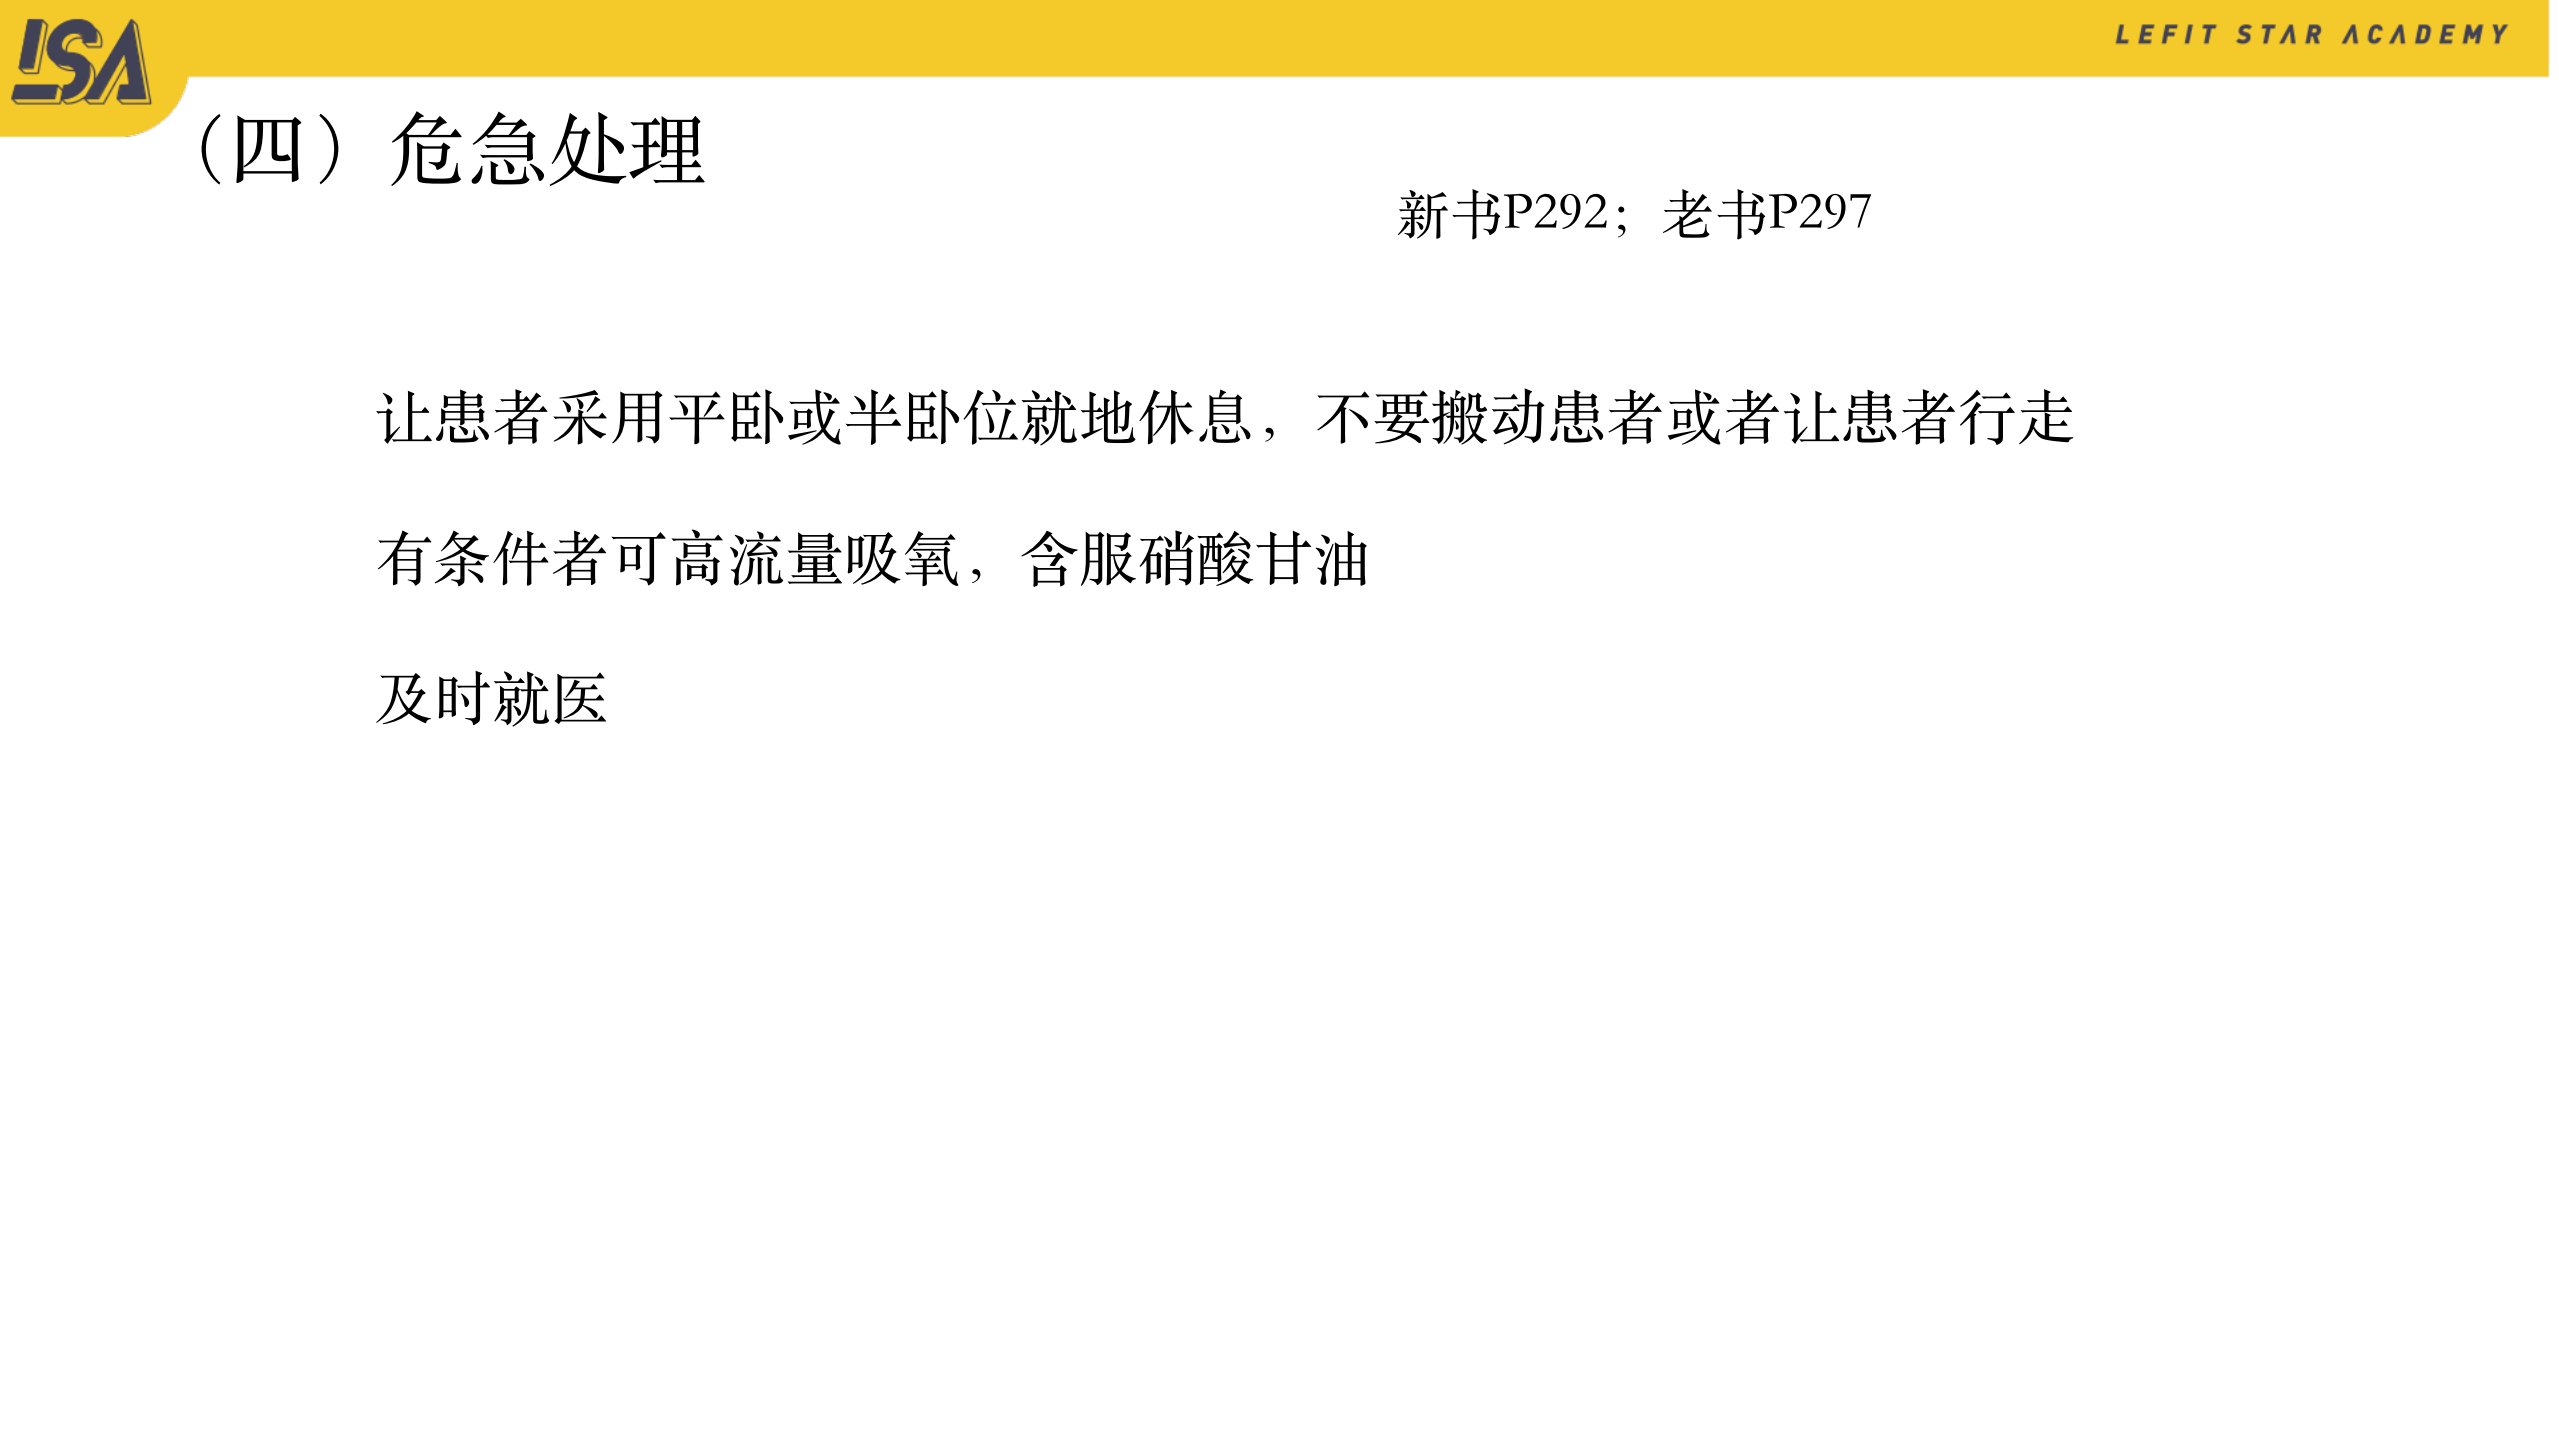 LSA
LEFIT STAR ACADEMY
（四）危急处理
新书P292；老书P297
让患者采用平卧或半卧位就地休息，不要搬动患者或者让患者行走
有条件者可高流量吸氧，含服硝酸甘油
及时就医